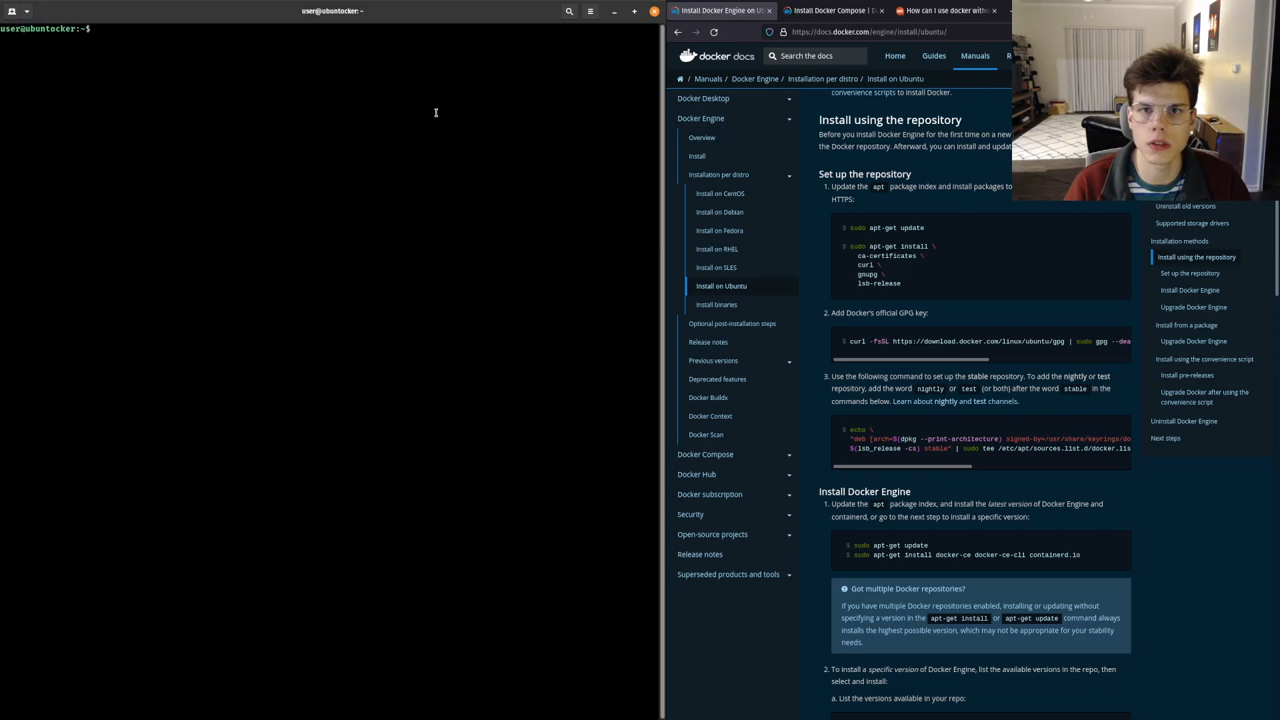 user@ubuntocker: ~
user@ubuntocker:~$
Install Docker Engine on Ub
Install Docker Compose | D
How can I use docker witho
https://docs.docker.com/engine/install/ubuntu/
docker docs
Search the docs
Home
Guides
Manuals
R
/ Manuals / Docker Engine / Installation per distro / Install on Ubuntu
Docker Desktop
Docker Engine
Overview
Install
Installation per distro
Install on CentOS
Install on Debian
Install on Fedora
Install on RHEL
Install on SLES
Install on Ubuntu
Install binaries
Optional post-installation steps
Release notes
Previous versions
Deprecated features
Docker Buildx
Docker Context
Docker Scan
Docker Compose
Docker Hub
Docker subscription
Security
Open-source projects
Release notes
Superseded products and tools
convenience scripts to install Docker.
Install using the repository
Before you install Docker Engine for the first time on a new
the Docker repository. Afterward, you can install and updat
Set up the repository
1. Update the apt package index and install packages to
HTTPS:
$ sudo apt-get update
$ sudo apt-get install \
ca-certificates \
curl \
gnupg \
lsb-release
2. Add Docker's official GPG key:
$ curl -fsSL https://download.docker.com/linux/ubuntu/gpg | sudo gpg --dea
3. Use the following command to set up the stable repository. To add the nightly or test
repository, add the word nightly or test (or both) after the word stable in the
commands below. Learn about nightly and test channels.
$ echo \
"deb [arch=$(dpkg --print-architecture) signed-by=/usr/share/keyrings/do
$(lsb_release -cs) stable" | sudo tee /etc/apt/sources.list.d/docker.lis
Install Docker Engine
1. Update the apt package index, and install the latest version of Docker Engine and
containerd, or go to the next step to install a specific version:
$ sudo apt-get update
$ sudo apt-get install docker-ce docker-ce-cli containerd.io
Got multiple Docker repositories?
If you have multiple Docker repositories enabled, installing or updating without
specifying a version in the apt-get install or apt-get update command always
installs the highest possible version, which may not be appropriate for your stability
needs.
2. To install a specific version of Docker Engine, list the available versions in the repo, then
select and install:
a. List the versions available in your repo:
Uninstall old versions
Supported storage drivers
Installation methods
Install using the repository
Set up the repository
Install Docker Engine
Upgrade Docker Engine
Install from a package
Upgrade Docker Engine
Install using the convenience script
Install pre-releases
Upgrade Docker after using the
convenience script
Uninstall Docker Engine
Next steps